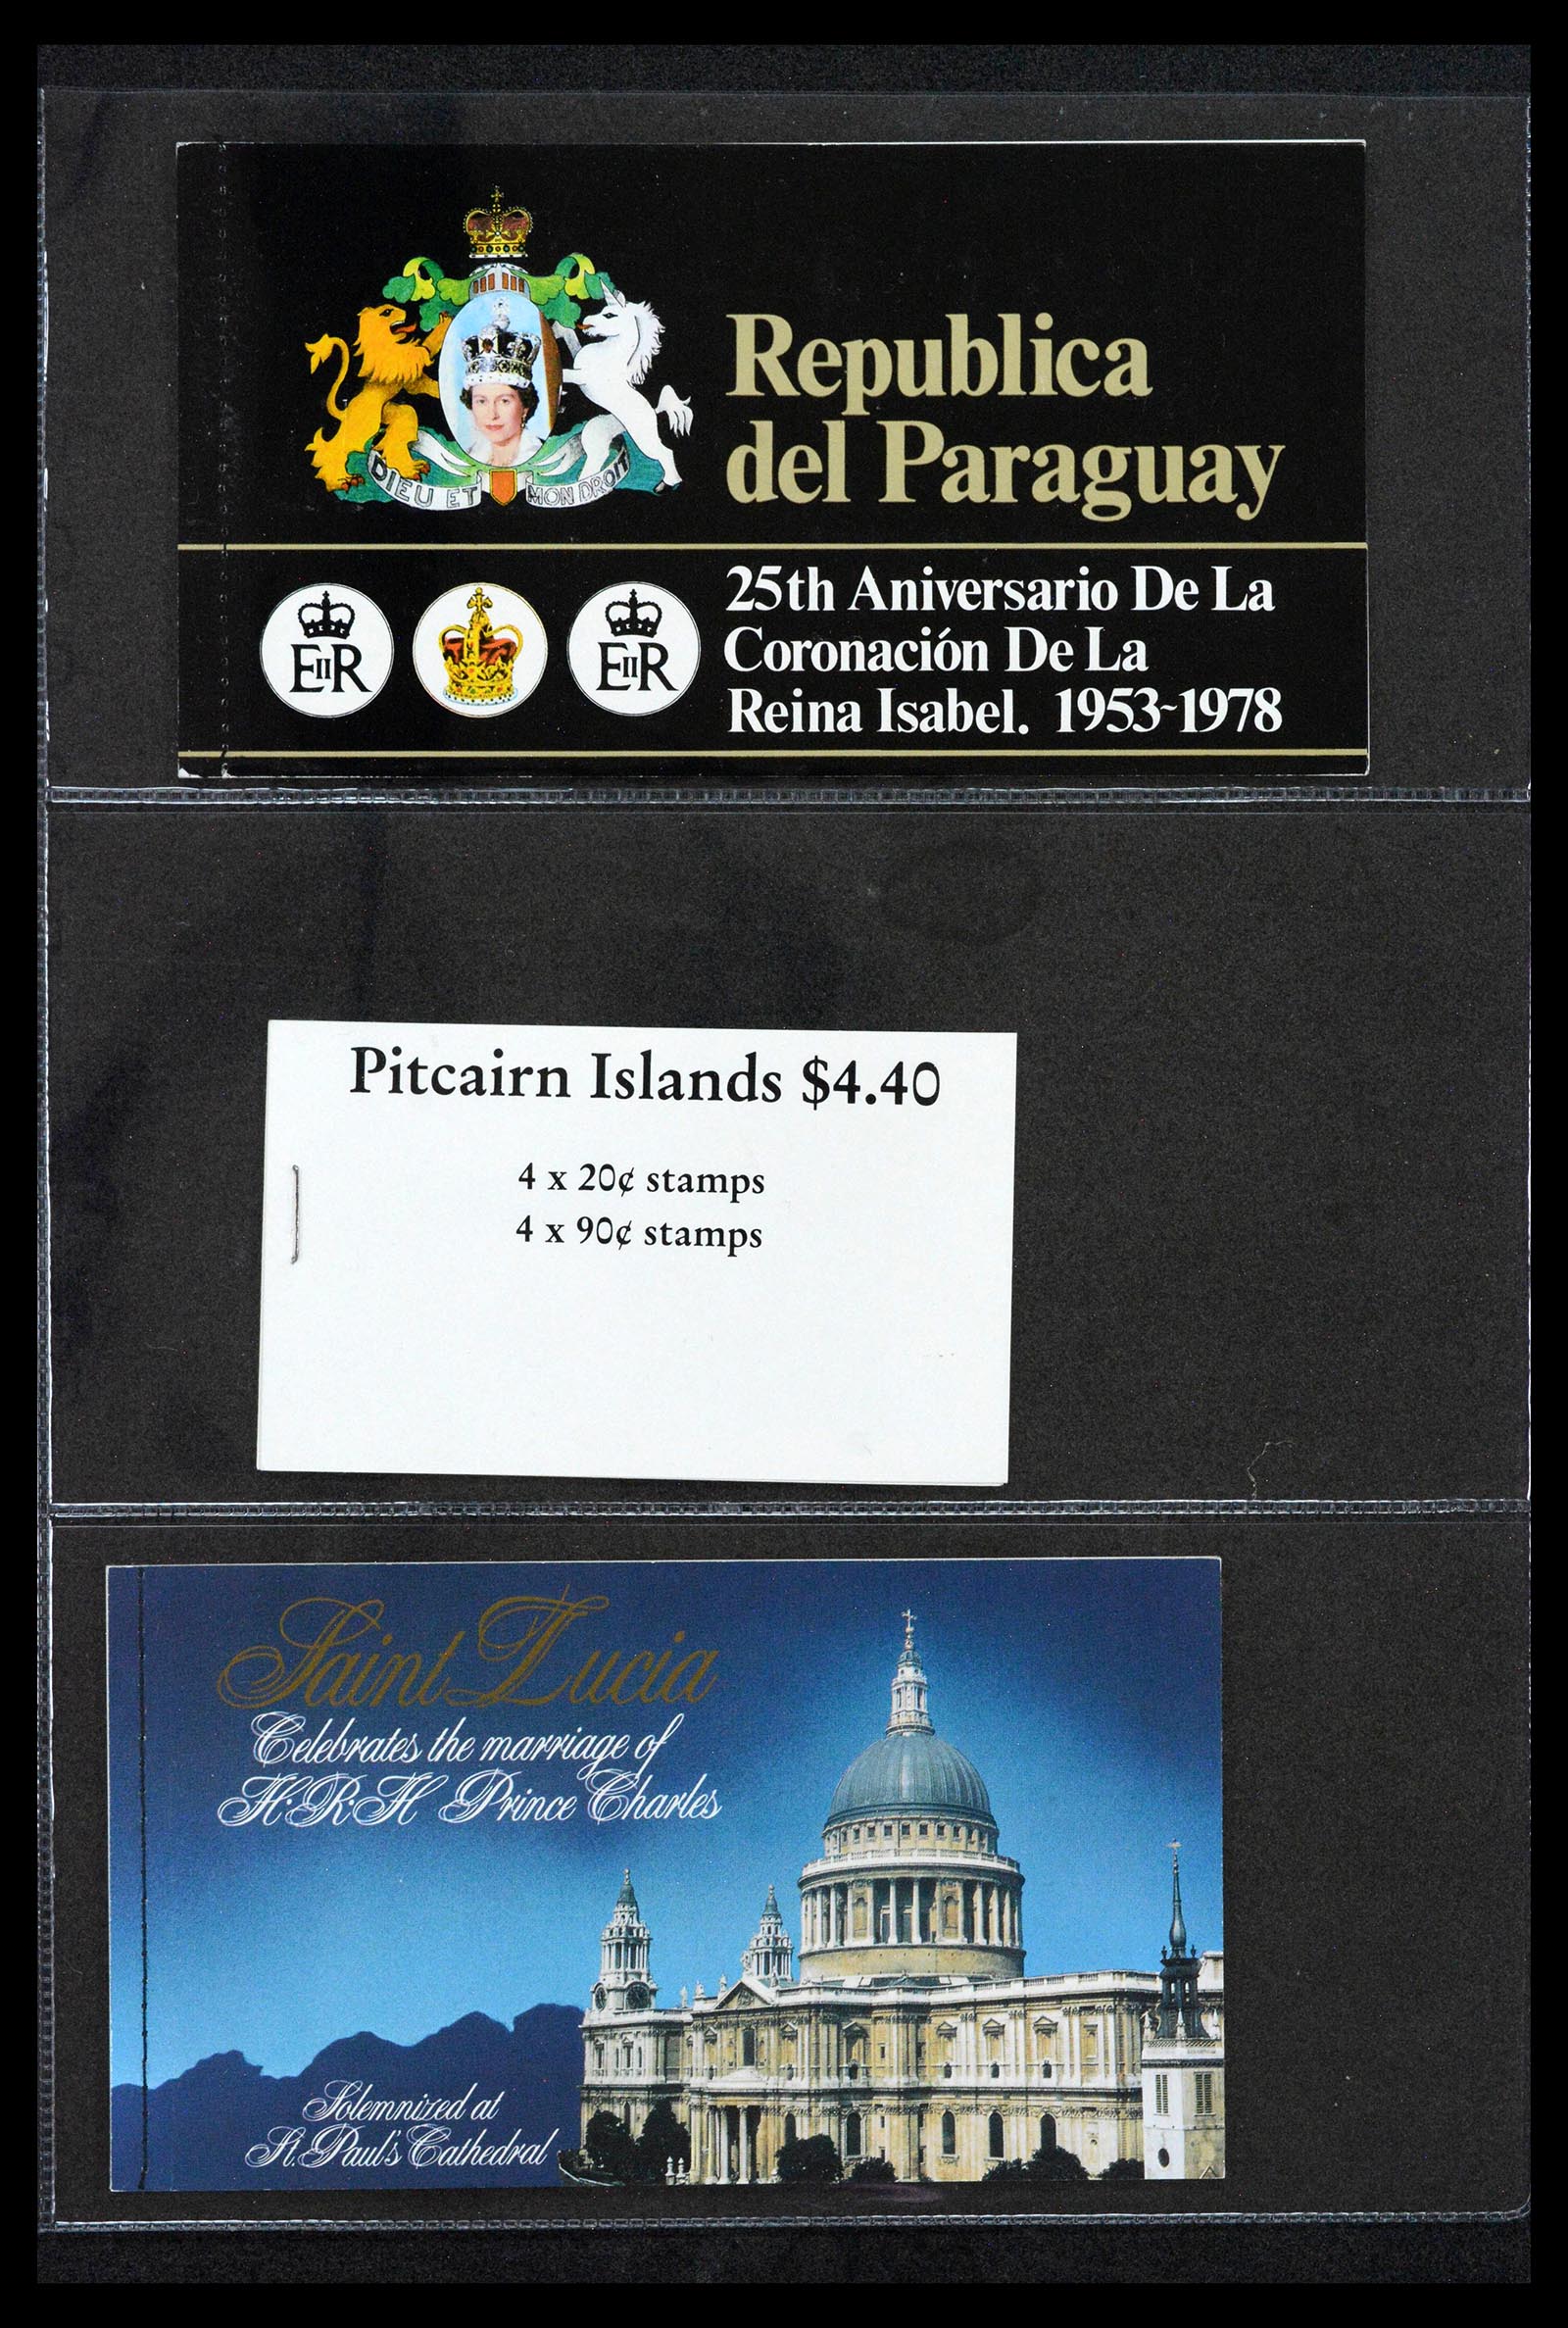 Republica
del Paraguay
DIEU ET MON DROIT
25th Aniversario De La
Coronación De La
Reina Isabel. 1953-1978
EIIR
EIIR
Pitcairn Islands $4.40
4 x 20¢ stamps
4 x 90¢ stamps
Saint Lucia
Celebrates the marriage of
H·R·H Prince Charles
Solemnized at
St. Paul's Cathedral